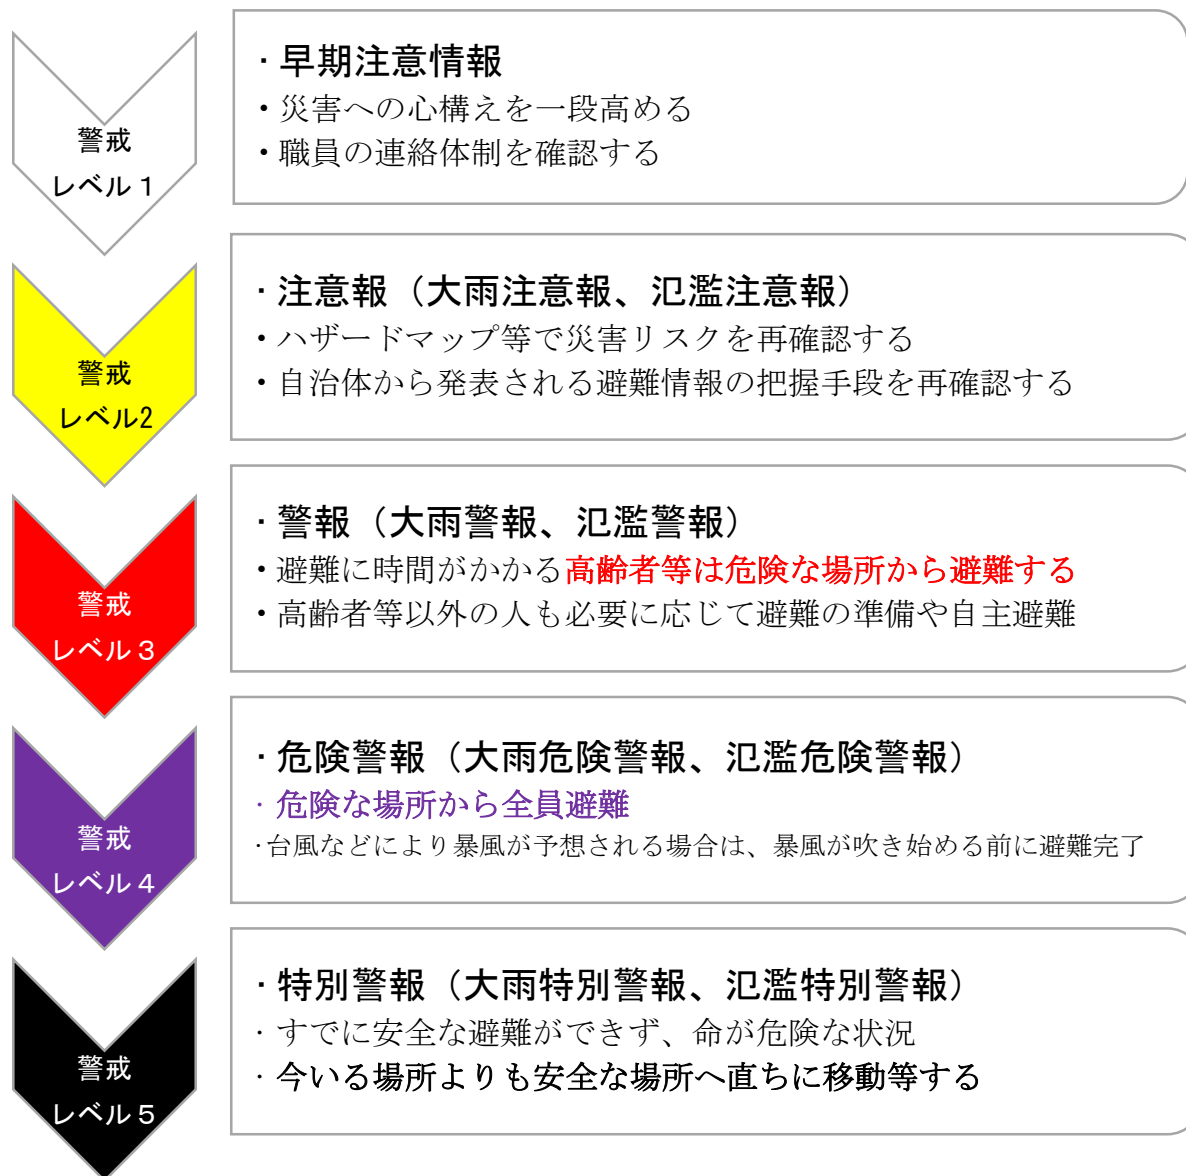 警戒
レベル１
・早期注意情報
・災害への心構えを一段高める
・職員の連絡体制を確認する
警戒
レベル2
・注意報（大雨注意報、氾濫注意報）
・ハザードマップ等で災害リスクを再確認する
・自治体から発表される避難情報の把握手段を再確認する
警戒
レベル３
・警報（大雨警報、氾濫警報）
・避難に時間がかかる高齢者等は危険な場所から避難する
・高齢者等以外の人も必要に応じて避難の準備や自主避難
警戒
レベル４
・危険警報（大雨危険警報、氾濫危険警報）
・危険な場所から全員避難
・台風などにより暴風が予想される場合は、暴風が吹き始める前に避難完了
警戒
レベル５
・特別警報（大雨特別警報、氾濫特別警報）
・すでに安全な避難ができず、命が危険な状況
・今いる場所よりも安全な場所へ直ちに移動等する